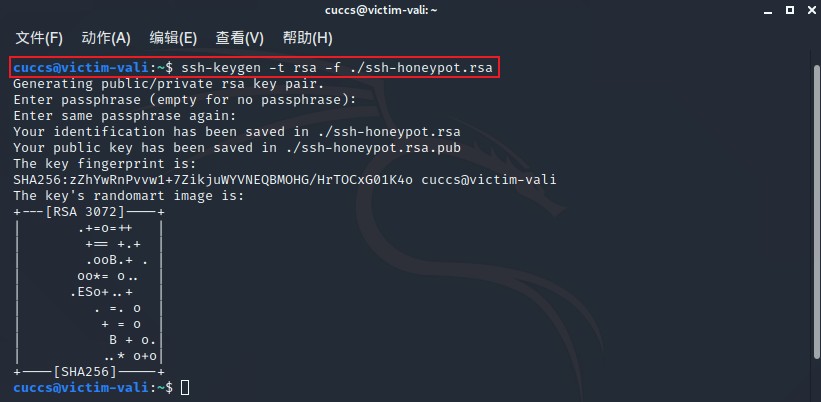 cuccs@victim-vali: ~
文件(F) 动作(A) 编辑(E) 查看(V) 帮助(H)
cuccs@victim-vali:~$ ssh-keygen -t rsa -f ./ssh-honeypot.rsa
Generating public/private rsa key pair.
Enter passphrase (empty for no passphrase):
Enter same passphrase again:
Your identification has been saved in ./ssh-honeypot.rsa
Your public key has been saved in ./ssh-honeypot.rsa.pub
The key fingerprint is:
SHA256:zZhYwRnPvvw1+7ZikjuWYVNEQBMOHG/HrTOCxG01K4o cuccs@victim-vali
The key's randomart image is:
+---[RSA 3072]----+
|       .+=o=++   |
|        +== +.+  |
|        .ooB.+ . |
|       oo*= o..  |
|      .ESo+..+   |
|         . =. o  |
|          + = o  |
|           B + o.|
|          ..* o+o|
+----[SHA256]-----+
cuccs@victim-vali:~$